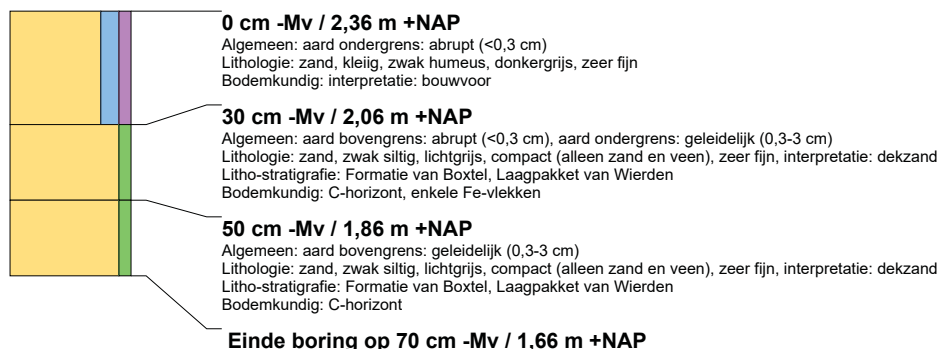 0 cm -Mv / 2,36 m +NAP
Algemeen: aard ondergrens: abrupt (<0,3 cm)
Lithologie: zand, kleiig, zwak humeus, donkergrijs, zeer fijn
Bodemkundig: interpretatie: bouwvoor
30 cm -Mv / 2,06 m +NAP
Algemeen: aard bovengrens: abrupt (<0,3 cm), aard ondergrens: geleidelijk (0,3-3 cm)
Lithologie: zand, zwak siltig, lichtgrijs, compact (alleen zand en veen), zeer fijn, interpretatie: dekzand
Litho-stratigrafie: Formatie van Boxtel, Laagpakket van Wierden
Bodemkundig: C-horizont, enkele Fe-vlekken
50 cm -Mv / 1,86 m +NAP
Algemeen: aard bovengrens: geleidelijk (0,3-3 cm)
Lithologie: zand, zwak siltig, lichtgrijs, compact (alleen zand en veen), zeer fijn, interpretatie: dekzand
Litho-stratigrafie: Formatie van Boxtel, Laagpakket van Wierden
Bodemkundig: C-horizont
Einde boring op 70 cm -Mv / 1,66 m +NAP